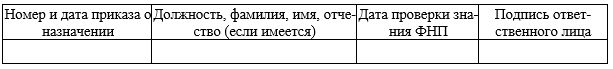 Номер и дата приказа о Должность, фамилия, имя, отче- Дата проверки зна- Подпись ответ-
назначении ство (если имеется) ния ФНП ственного лица